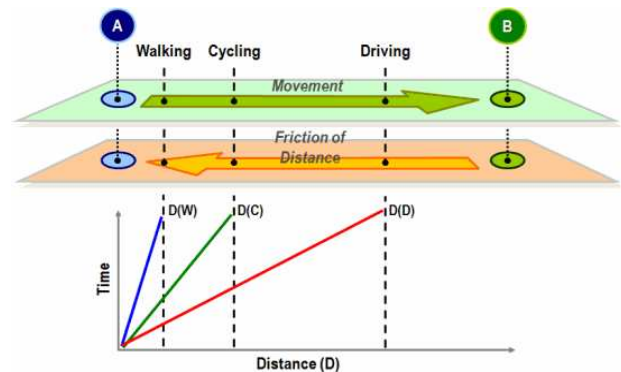 A
B
Walking
Cycling
Driving
Movement
Friction of
Distance
D(W)
D(C)
D(D)
Time
Distance (D)